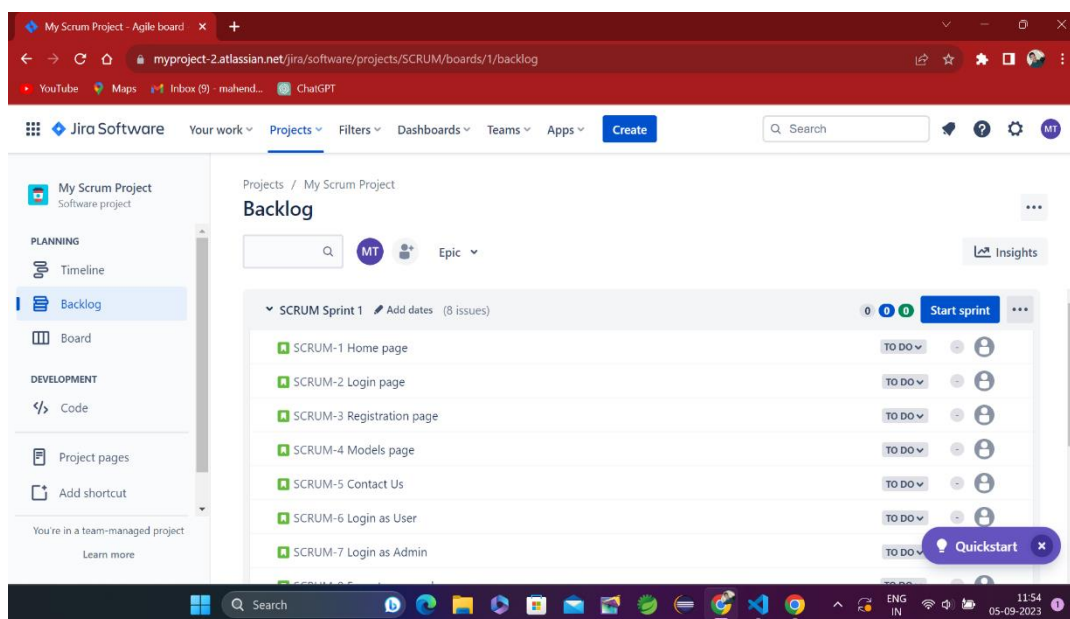 My Scrum Project - Agile board
myproject-2.atlassian.net/jira/software/projects/SCRUM/boards/1/backlog
YouTube Maps Inbox (9) - mahend... ChatGPT
Jira Software Your work Projects Filters Dashboards Teams Apps Create Search MT
My Scrum Project
Software project
PLANNING
Timeline
Backlog
Board
DEVELOPMENT
Code
Project pages
Add shortcut
You're in a team-managed project
Learn more
Projects / My Scrum Project
Backlog
MT Epic Insights
SCRUM Sprint 1 Add dates (8 issues) 0 0 0 Start sprint
SCRUM-1 Home page TO DO -
SCRUM-2 Login page TO DO -
SCRUM-3 Registration page TO DO -
SCRUM-4 Models page TO DO -
SCRUM-5 Contact Us TO DO -
SCRUM-6 Login as User TO DO -
SCRUM-7 Login as Admin TO DO
Quickstart
Search ENG 11:54
IN 05-09-2023 1